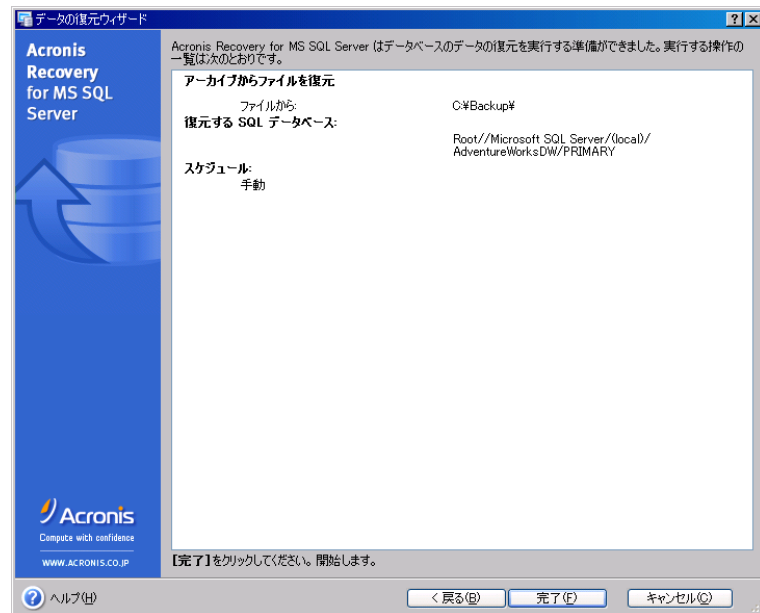 データの復元ウィザード
Acronis
Recovery
for MS SQL
Server
Acronis Recovery for MS SQL Server はデータベースのデータの復元を実行する準備ができました。実行する操作の
一覧は次のとおりです。
アーカイブからファイルを復元
ファイルから: C:¥Backup¥
復元する SQL データベース:
Root//Microsoft SQL Server/(local)/
AdventureWorksDW/PRIMARY
スケジュール:
手動
Acronis
Compute with confidence
WWW.ACRONIS.CO.JP
[完了]をクリックしてください。開始します。
ヘルプ(H)
< 戻る(B)
完了(F)
キャンセル(C)